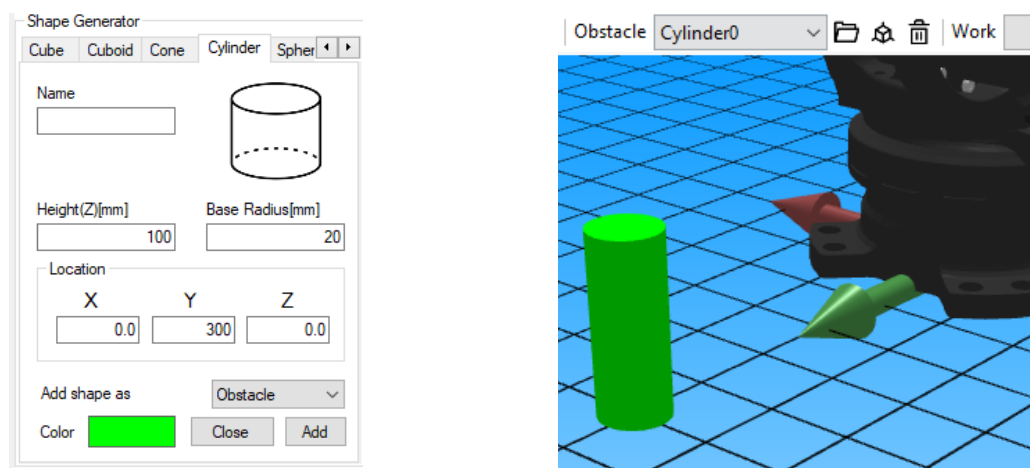 Shape Generator
Cube Cuboid Cone Cylinder Spher
Name
Height(Z)[mm] Base Radius[mm]
100 20
Location
X Y Z
0.0 300 0.0
Add shape as Obstacle
Color Close Add
Obstacle Cylinder0 Work